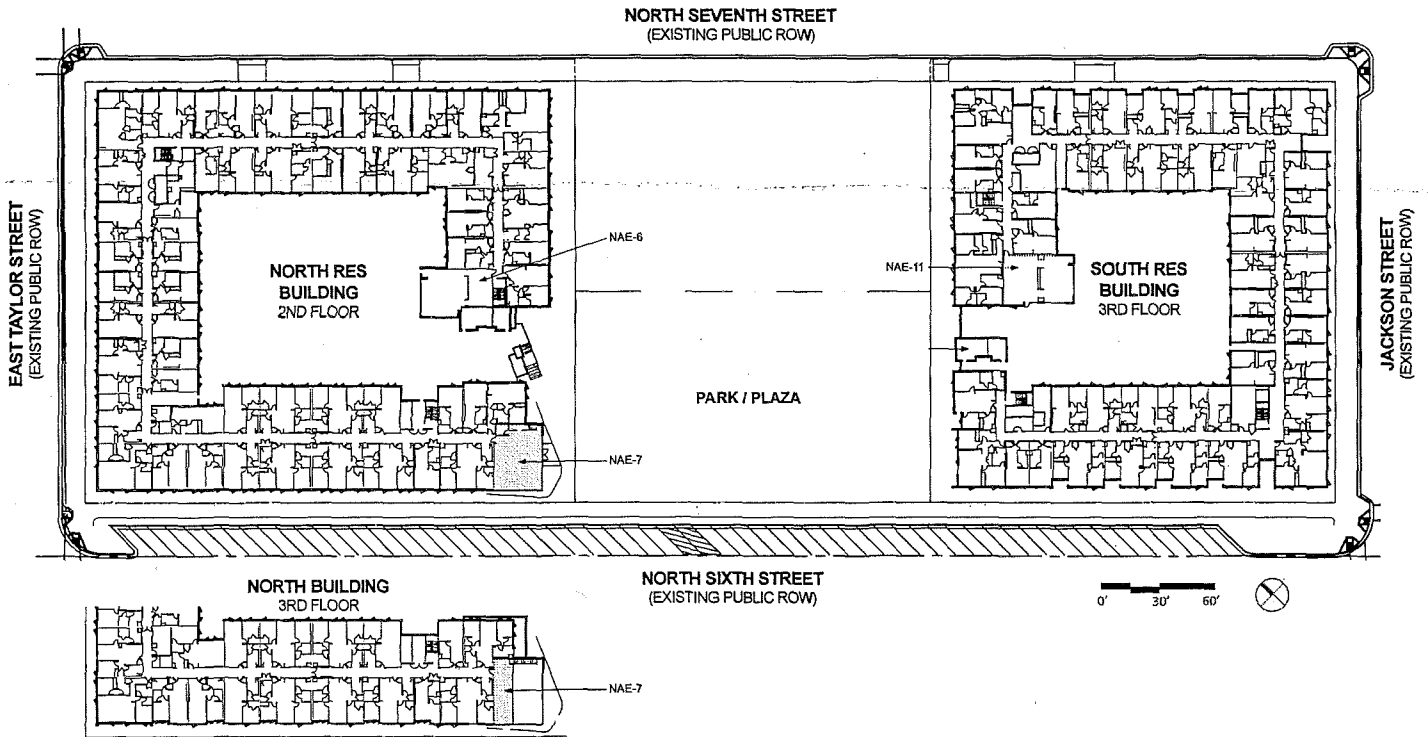 NORTH SEVENTH STREET
(EXISTING PUBLIC ROW)
EAST TAYLOR STREET
(EXISTING PUBLIC ROW)
NORTH RES
BUILDING
2ND FLOOR
NAE-6
NAE-11
SOUTH RES
BUILDING
3RD FLOOR
JACKSON STREET
(EXISTING PUBLIC ROW)
PARK / PLAZA
NAE-7
NORTH SIXTH STREET
(EXISTING PUBLIC ROW)
0' 30' 60'
NORTH BUILDING
3RD FLOOR
NAE-7